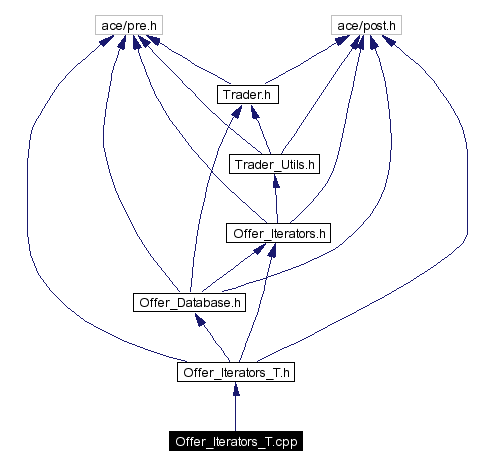 ace/pre.h
ace/post.h
Trader.h
Trader_Utils.h
Offer_Iterators.h
Offer_Database.h
Offer_Iterators_T.h
Offer_Iterators_T.cpp